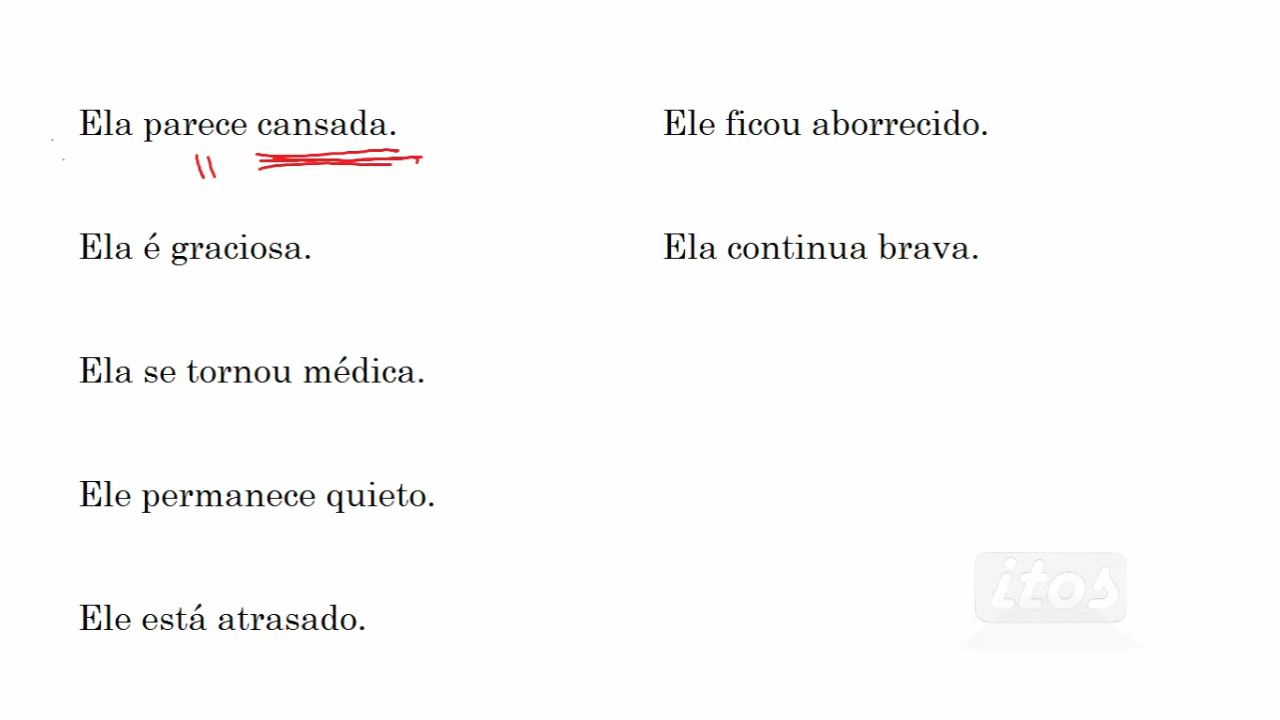 Ela parece cansada.
Ela é graciosa.
Ela se tornou médica.
Ele permanece quieto.
Ele está atrasado.
Ele ficou aborrecido.
Ela continua brava.
itos